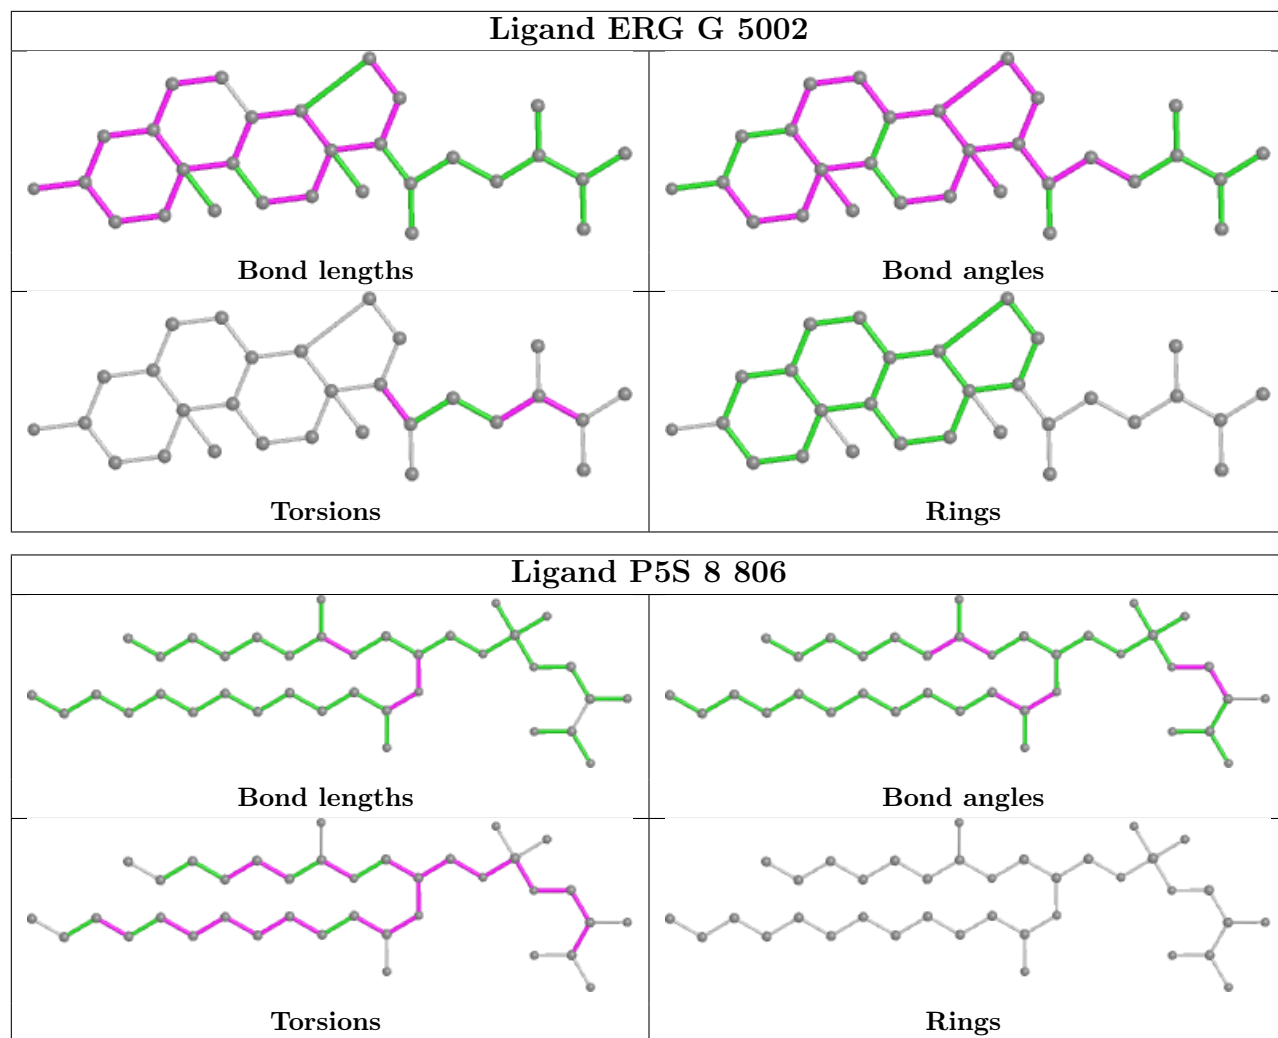 Ligand ERG G 5002
Bond lengths
Bond angles
Torsions
Rings
Ligand P5S 8 806
Bond lengths
Bond angles
Torsions
Rings